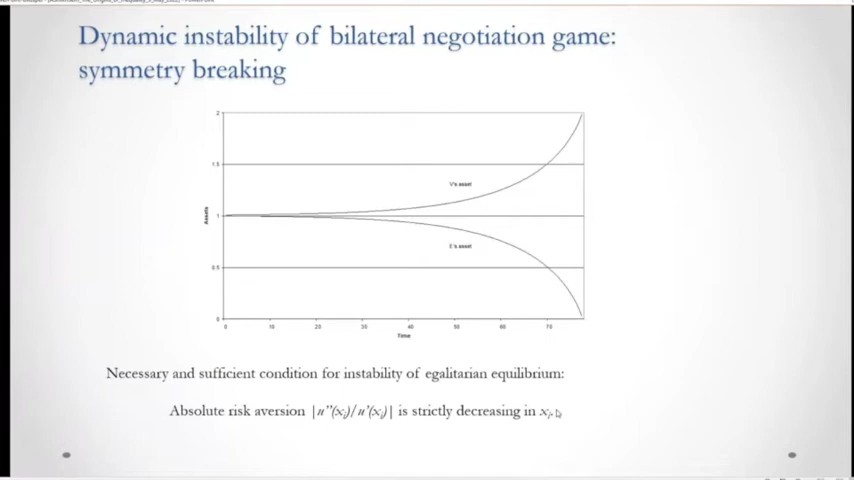 Dynamic instability of bilateral negotiation game:
symmetry breaking
2
1.5
V's asset
Assets
1
E's asset
0.5
0
0 10 20 30 40 50 60 70
Time
Necessary and sufficient condition for instability of egalitarian equilibrium:
Absolute risk aversion |u''(xᵢ)/u'(xᵢ)| is strictly decreasing in xᵢ.